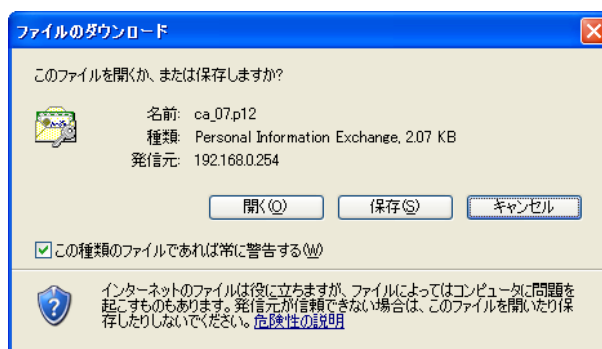 ファイルのダウンロード
このファイルを開くか、または保存しますか?
名前: ca_07.p12
種類: Personal Information Exchange, 2.07 KB
発信元: 192.168.0.254
開く(O) 保存(S) キャンセル
この種類のファイルであれば常に警告する(W)
インターネットのファイルは役に立ちますが、ファイルによってはコンピュータに問題を
起こすものもあります。発信元が信頼できない場合は、このファイルを開いたり保
存したりしないでください。危険性の説明